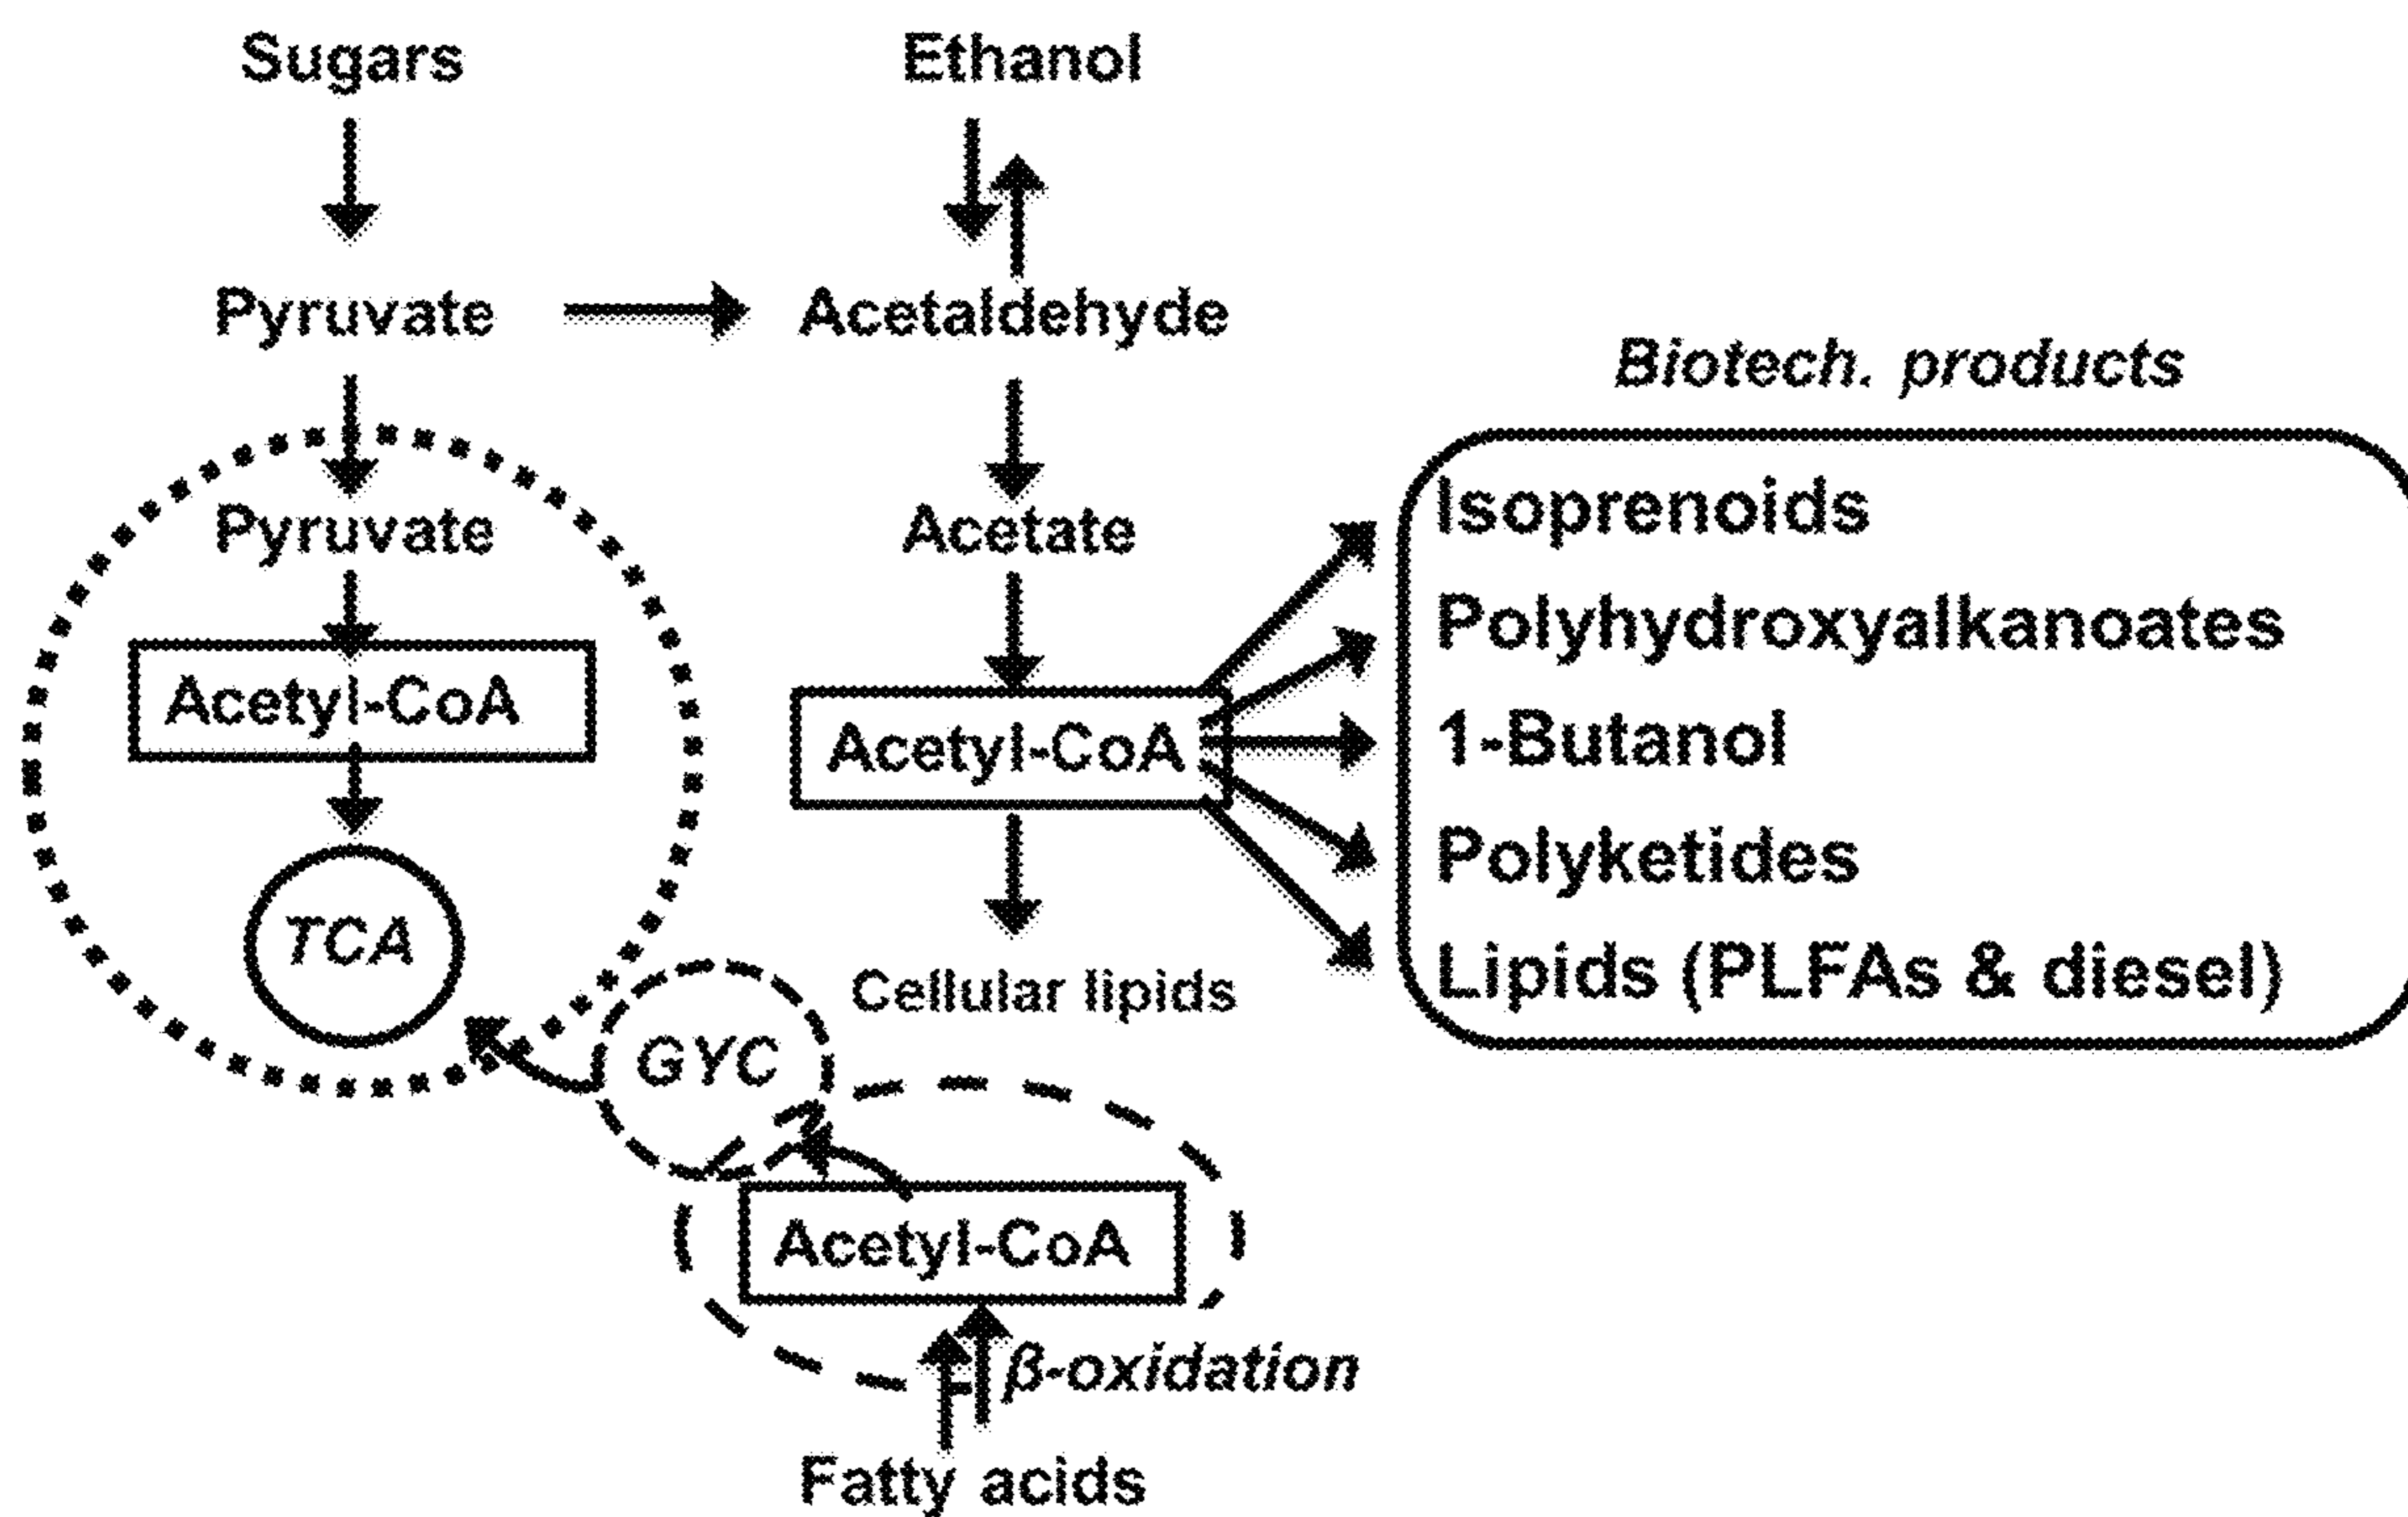 Sugars
Ethanol
Pyruvate
Acetaldehyde
Biotech. products
Pyruvate
Acetate
Isoprenoids
Polyhydroxyalkanoates
Acetyl-CoA
Acetyl-CoA
1-Butanol
Polyketides
TCA
Cellular lipids
Lipids (PLFAs & diesel)
GYC
Acetyl-CoA
β-oxidation
Fatty acids